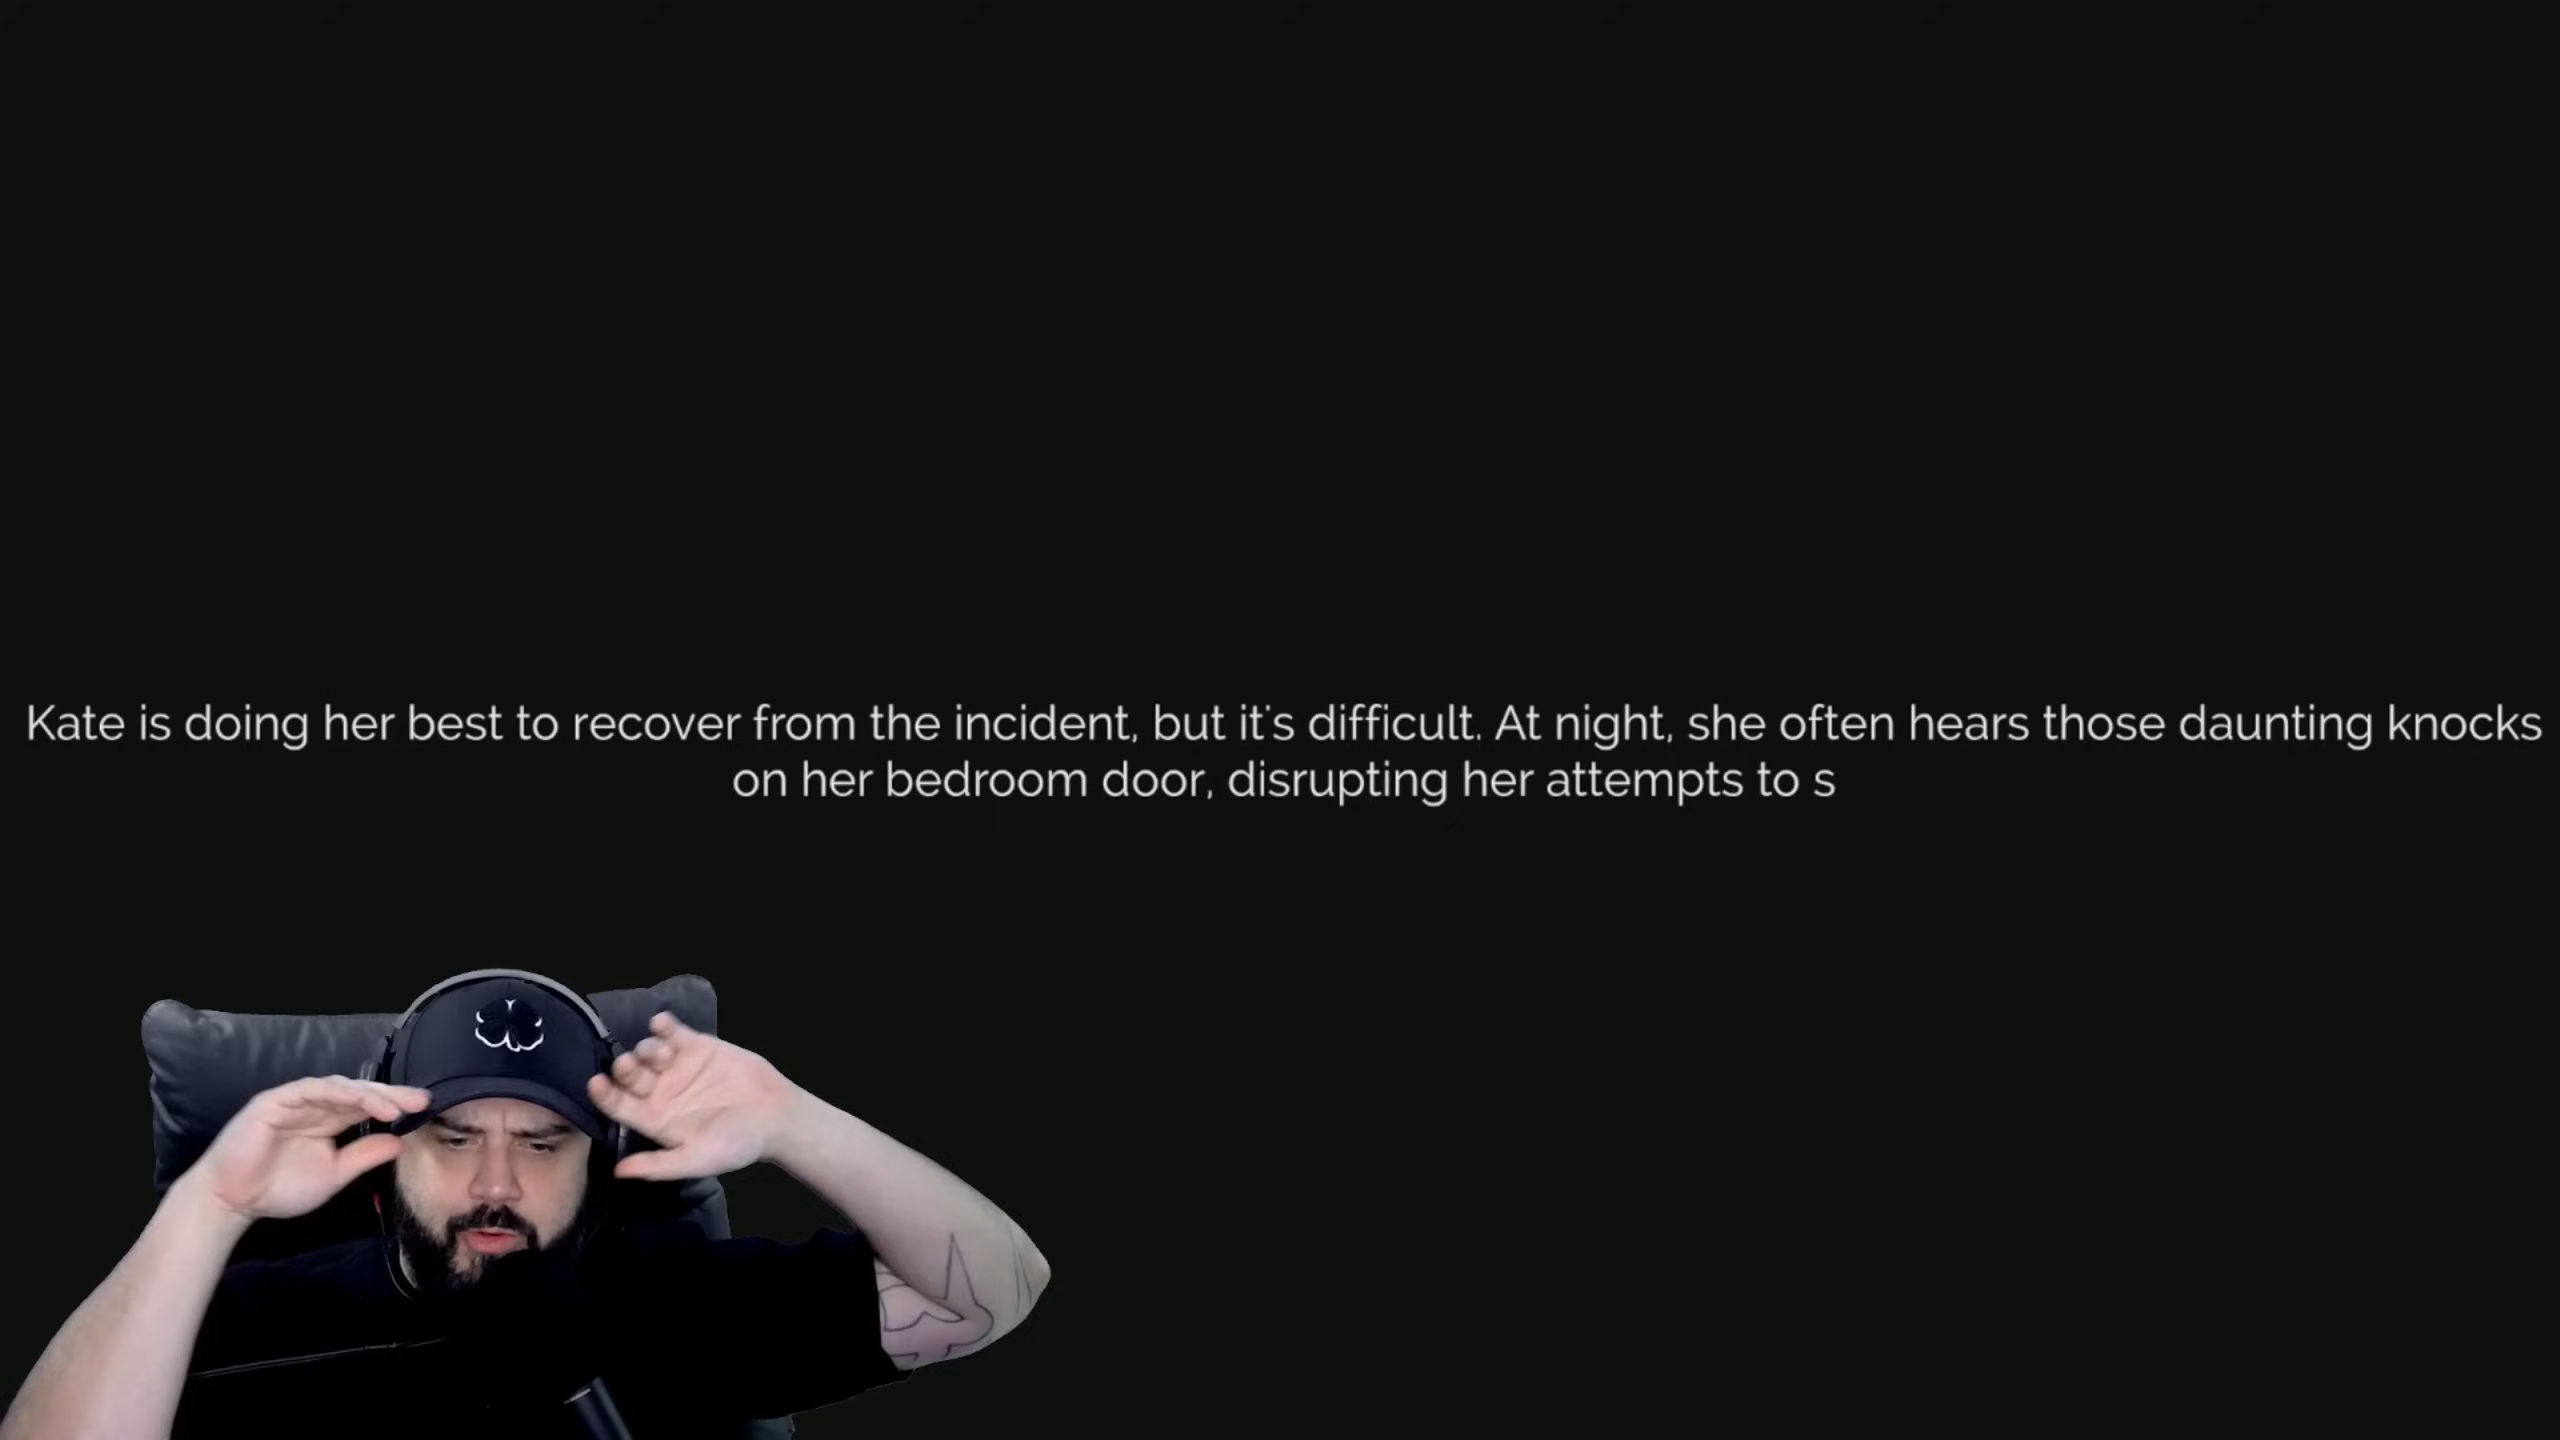 Kate is doing her best to recover from the incident, but it's difficult. At night, she often hears those daunting knocks
on her bedroom door, disrupting her attempts to s